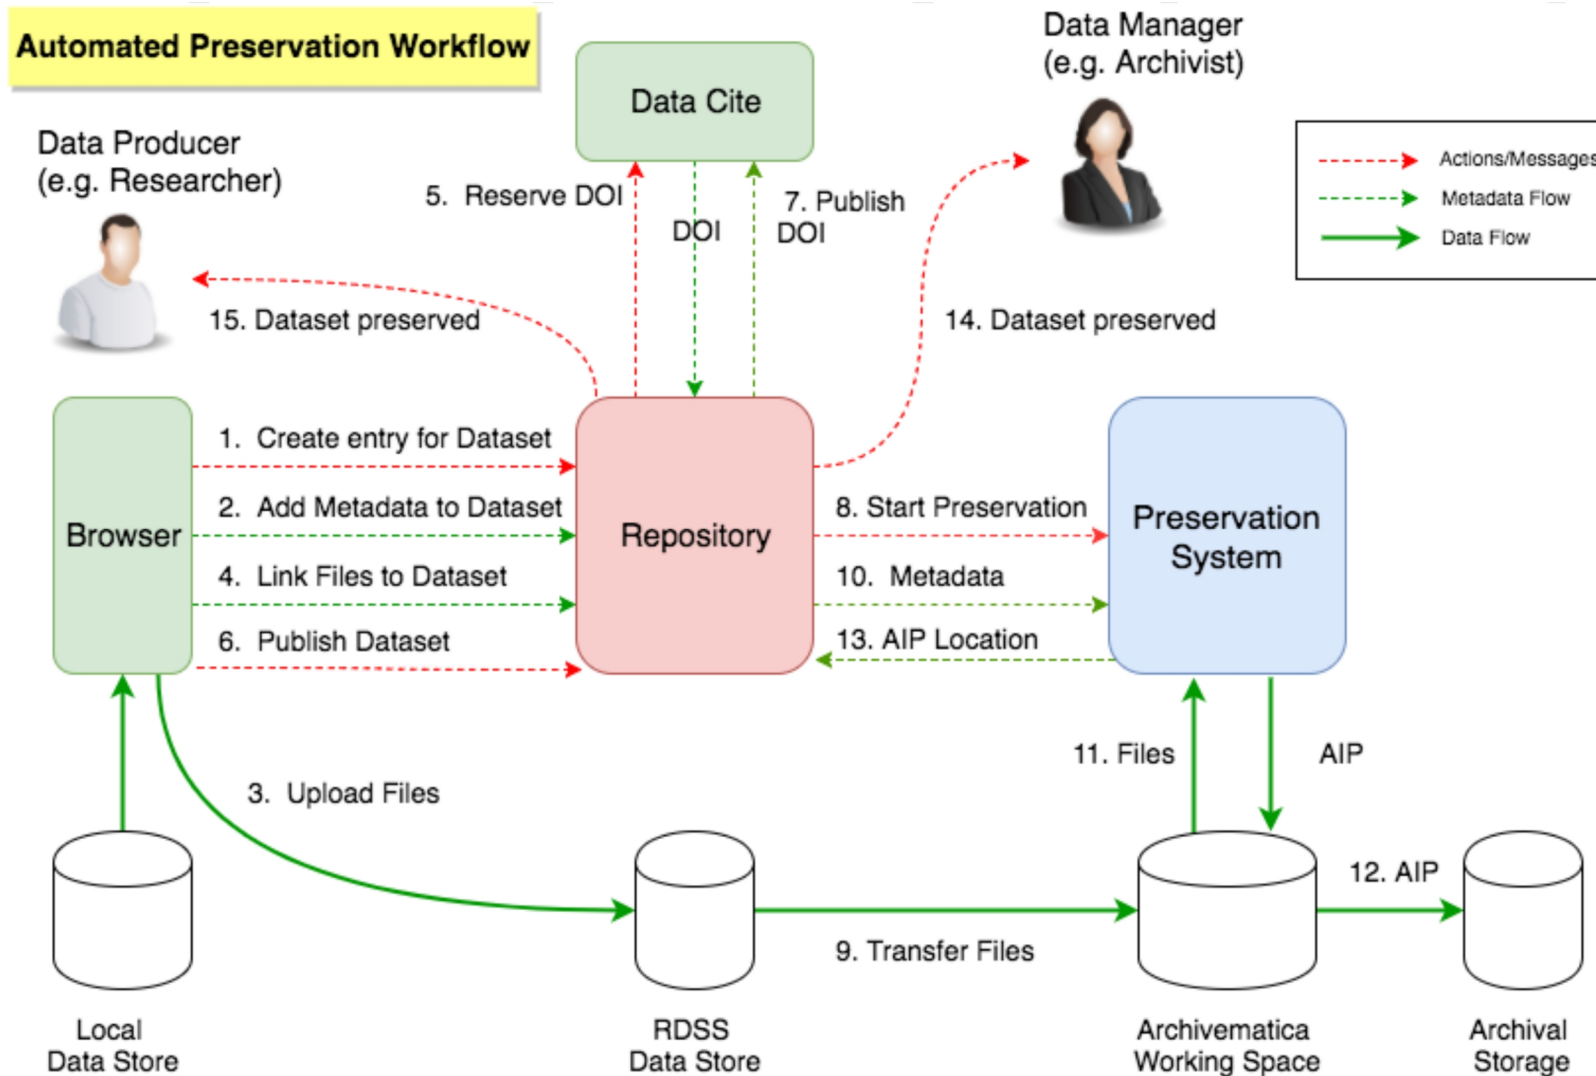 Automated Preservation Workflow
Data Manager
(e.g. Archivist)
Data Cite
Data Producer
(e.g. Researcher)
Actions/Messages
Metadata Flow
Data Flow
5. Reserve DOI
DOI
7. Publish
DOI
15. Dataset preserved
14. Dataset preserved
Browser
1. Create entry for Dataset
2. Add Metadata to Dataset
4. Link Files to Dataset
6. Publish Dataset
Repository
8. Start Preservation
10. Metadata
13. AIP Location
Preservation
System
11. Files
AIP
3. Upload Files
12. AIP
9. Transfer Files
Local
Data Store
RDSS
Data Store
Archivematica
Working Space
Archival
Storage